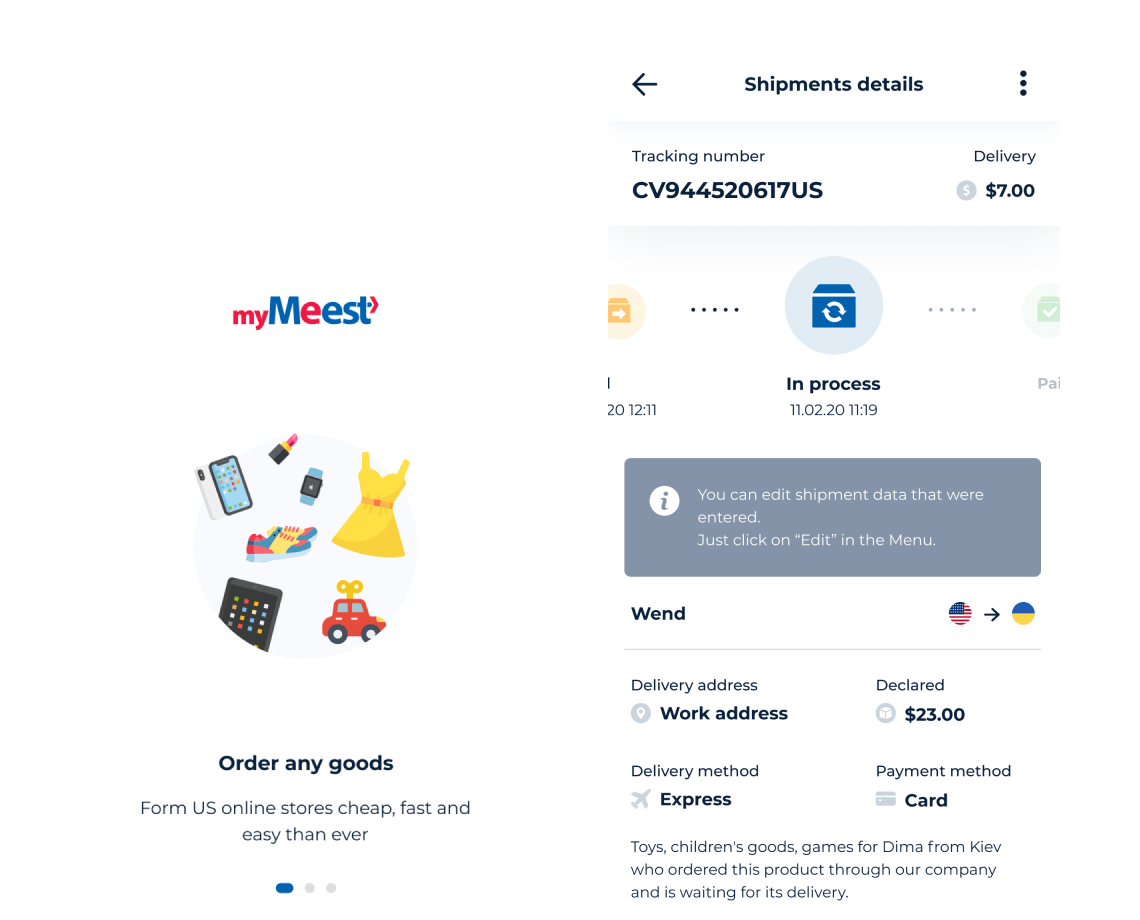 myMeest
Order any goods
Form US online stores cheap, fast and
easy than ever
Shipments details
Tracking number
Delivery
CV944520617US
$7.00
20 12:11
In process
11.02.20 11:19
Pai
You can edit shipment data that were
entered.
Just click on “Edit” in the Menu.
Wend
Delivery address
Declared
Work address
$23.00
Delivery method
Payment method
Express
Card
Toys, children's goods, games for Dima from Kiev
who ordered this product through our company
and is waiting for its delivery.